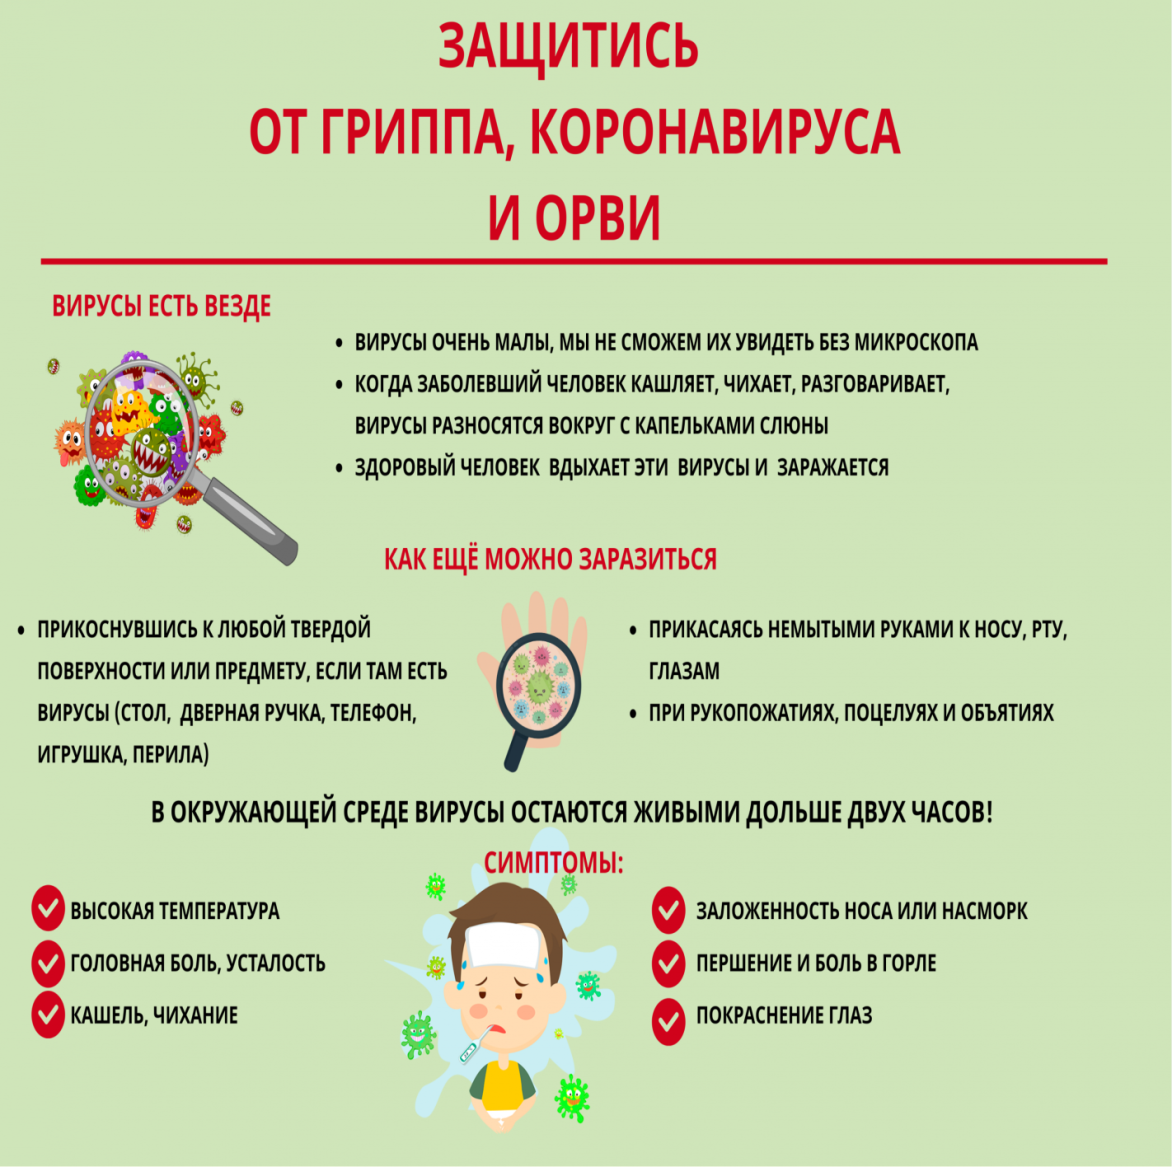 ЗАЩИТИСЬ
ОТ ГРИППА, КОРОНАВИРУСА
И ОРВИ
ВИРУСЫ ЕСТЬ ВЕЗДЕ
• ВИРУСЫ ОЧЕНЬ МАЛЫ, МЫ НЕ СМОЖЕМ ИХ УВИДЕТЬ БЕЗ МИКРОСКОПА
• КОГДА ЗАБОЛЕВШИЙ ЧЕЛОВЕК КАШЛЯЕТ, ЧИХАЕТ, РАЗГОВАРИВАЕТ,
ВИРУСЫ РАЗНОСЯТСЯ ВОКРУГ С КАПЕЛЬКАМИ СЛЮНЫ
• ЗДОРОВЫЙ ЧЕЛОВЕК ВДЫХАЕТ ЭТИ ВИРУСЫ И ЗАРАЖАЕТСЯ
КАК ЕЩЁ МОЖНО ЗАРАЗИТЬСЯ
• ПРИКОСНУВШИСЬ К ЛЮБОЙ ТВЕРДОЙ
ПОВЕРХНОСТИ ИЛИ ПРЕДМЕТУ, ЕСЛИ ТАМ ЕСТЬ
ВИРУСЫ (СТОЛ, ДВЕРНАЯ РУЧКА, ТЕЛЕФОН,
ИГРУШКА, ПЕРИЛА)
• ПРИКАСАЯСЬ НЕМЫТЫМИ РУКАМИ К НОСУ, РТУ,
ГЛАЗАМ
• ПРИ РУКОПОЖАТИЯХ, ПОЦЕЛУЯХ И ОБЪЯТИЯХ
В ОКРУЖАЮЩЕЙ СРЕДЕ ВИРУСЫ ОСТАЮТСЯ ЖИВЫМИ ДОЛЬШЕ ДВУХ ЧАСОВ!
СИМПТОМЫ:
ВЫСОКАЯ ТЕМПЕРАТУРА
ГОЛОВНАЯ БОЛЬ, УСТАЛОСТЬ
КАШЕЛЬ, ЧИХАНИЕ
ЗАЛОЖЕННОСТЬ НОСА ИЛИ НАСМОРК
ПЕРШЕНИЕ И БОЛЬ В ГОРЛЕ
ПОКРАСНЕНИЕ ГЛАЗ